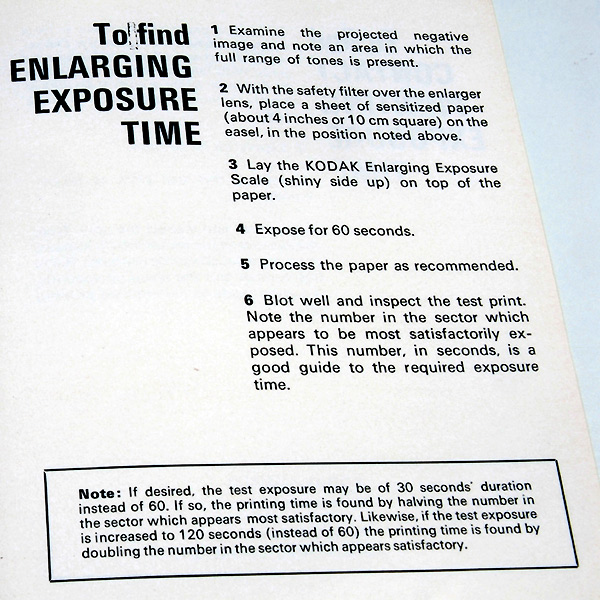 To find
ENLARGING
EXPOSURE
TIME
1 Examine the projected negative
image and note an area in which the
full range of tones is present.
2 With the safety filter over the enlarger
lens, place a sheet of sensitized paper
(about 4 inches or 10 cm square) on the
easel, in the position noted above.
3 Lay the KODAK Enlarging Exposure
Scale (shiny side up) on top of the
paper.
4 Expose for 60 seconds.
5 Process the paper as recommended.
6 Blot well and inspect the test print.
Note the number in the sector which
appears to be most satisfactorily ex-
posed. This number, in seconds, is a
good guide to the required exposure
time.
Note: If desired, the test exposure may be of 30 seconds' duration
instead of 60. If so, the printing time is found by halving the number in
the sector which appears most satisfactory. Likewise, if the test exposure
is increased to 120 seconds (instead of 60) the printing time is found by
doubling the number in the sector which appears satisfactory.